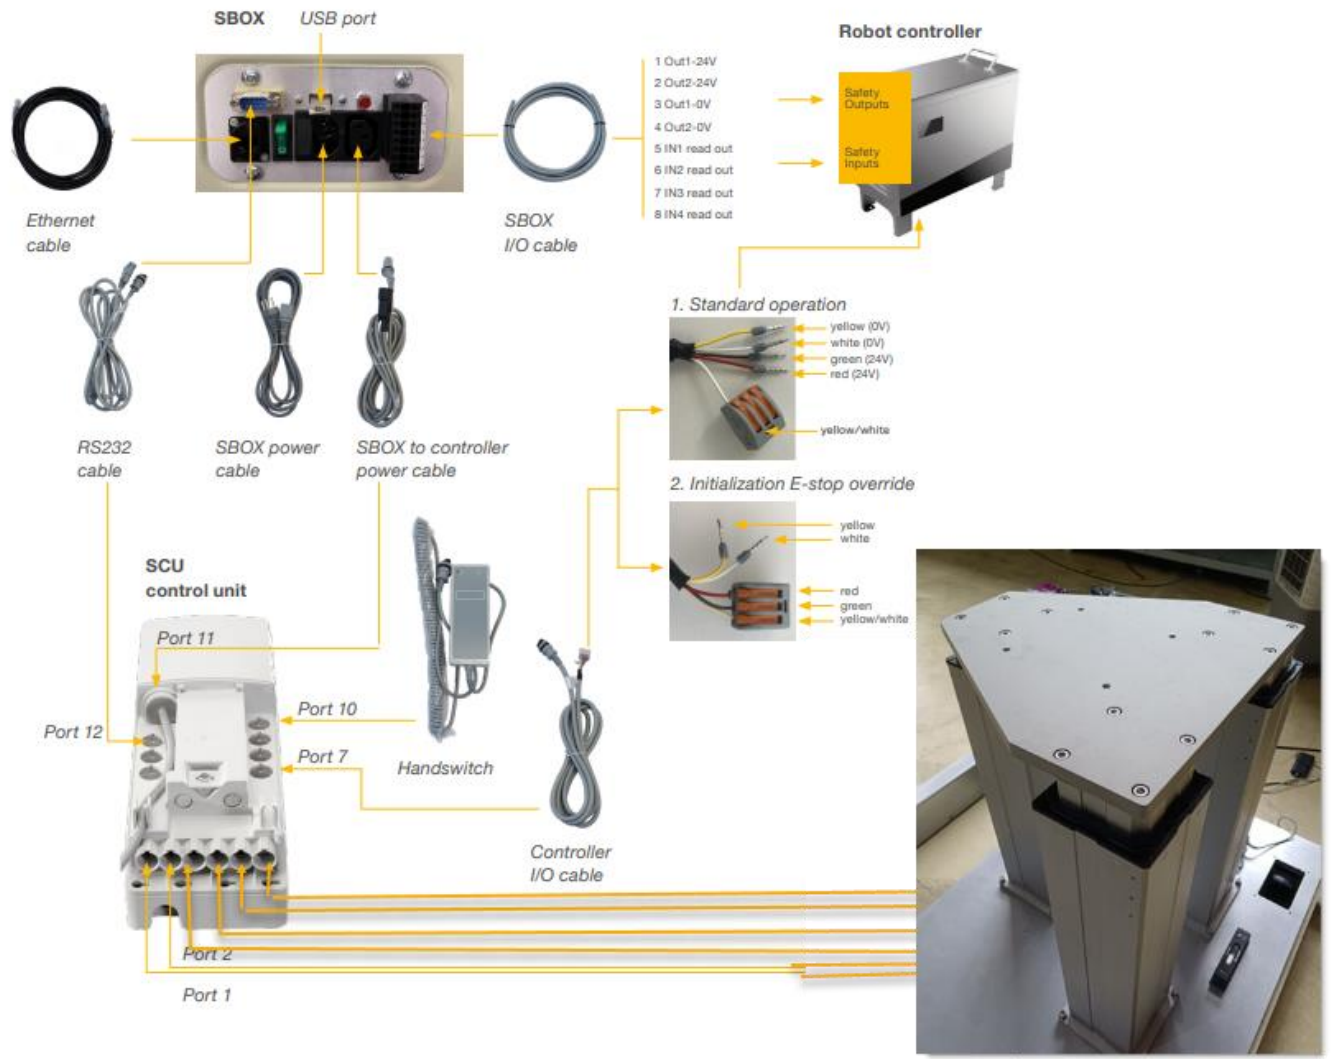 SBOX
USB port
Robot controller
1 Out1-24V
2 Out2-24V
3 Out1-0V
4 Out2-0V
5 IN1 read out
6 IN2 read out
7 IN3 read out
8 IN4 read out
Safety
Outputs
Safety
Inputs
Ethernet
cable
SBOX
I/O cable
1. Standard operation
yellow (0V)
white (0V)
green (24V)
red (24V)
yellow/white
RS232
cable
SBOX power
cable
SBOX to controller
power cable
2. Initialization E-stop override
yellow
white
red
green
yellow/white
SCU
control unit
Port 11
Port 10
Port 12
Port 7
Handswitch
Controller
I/O cable
Port 2
Port 1